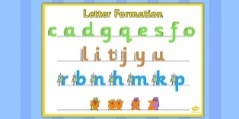 Letter Formation
c a d g q e s f o
l i t j y u
r b n h m k p